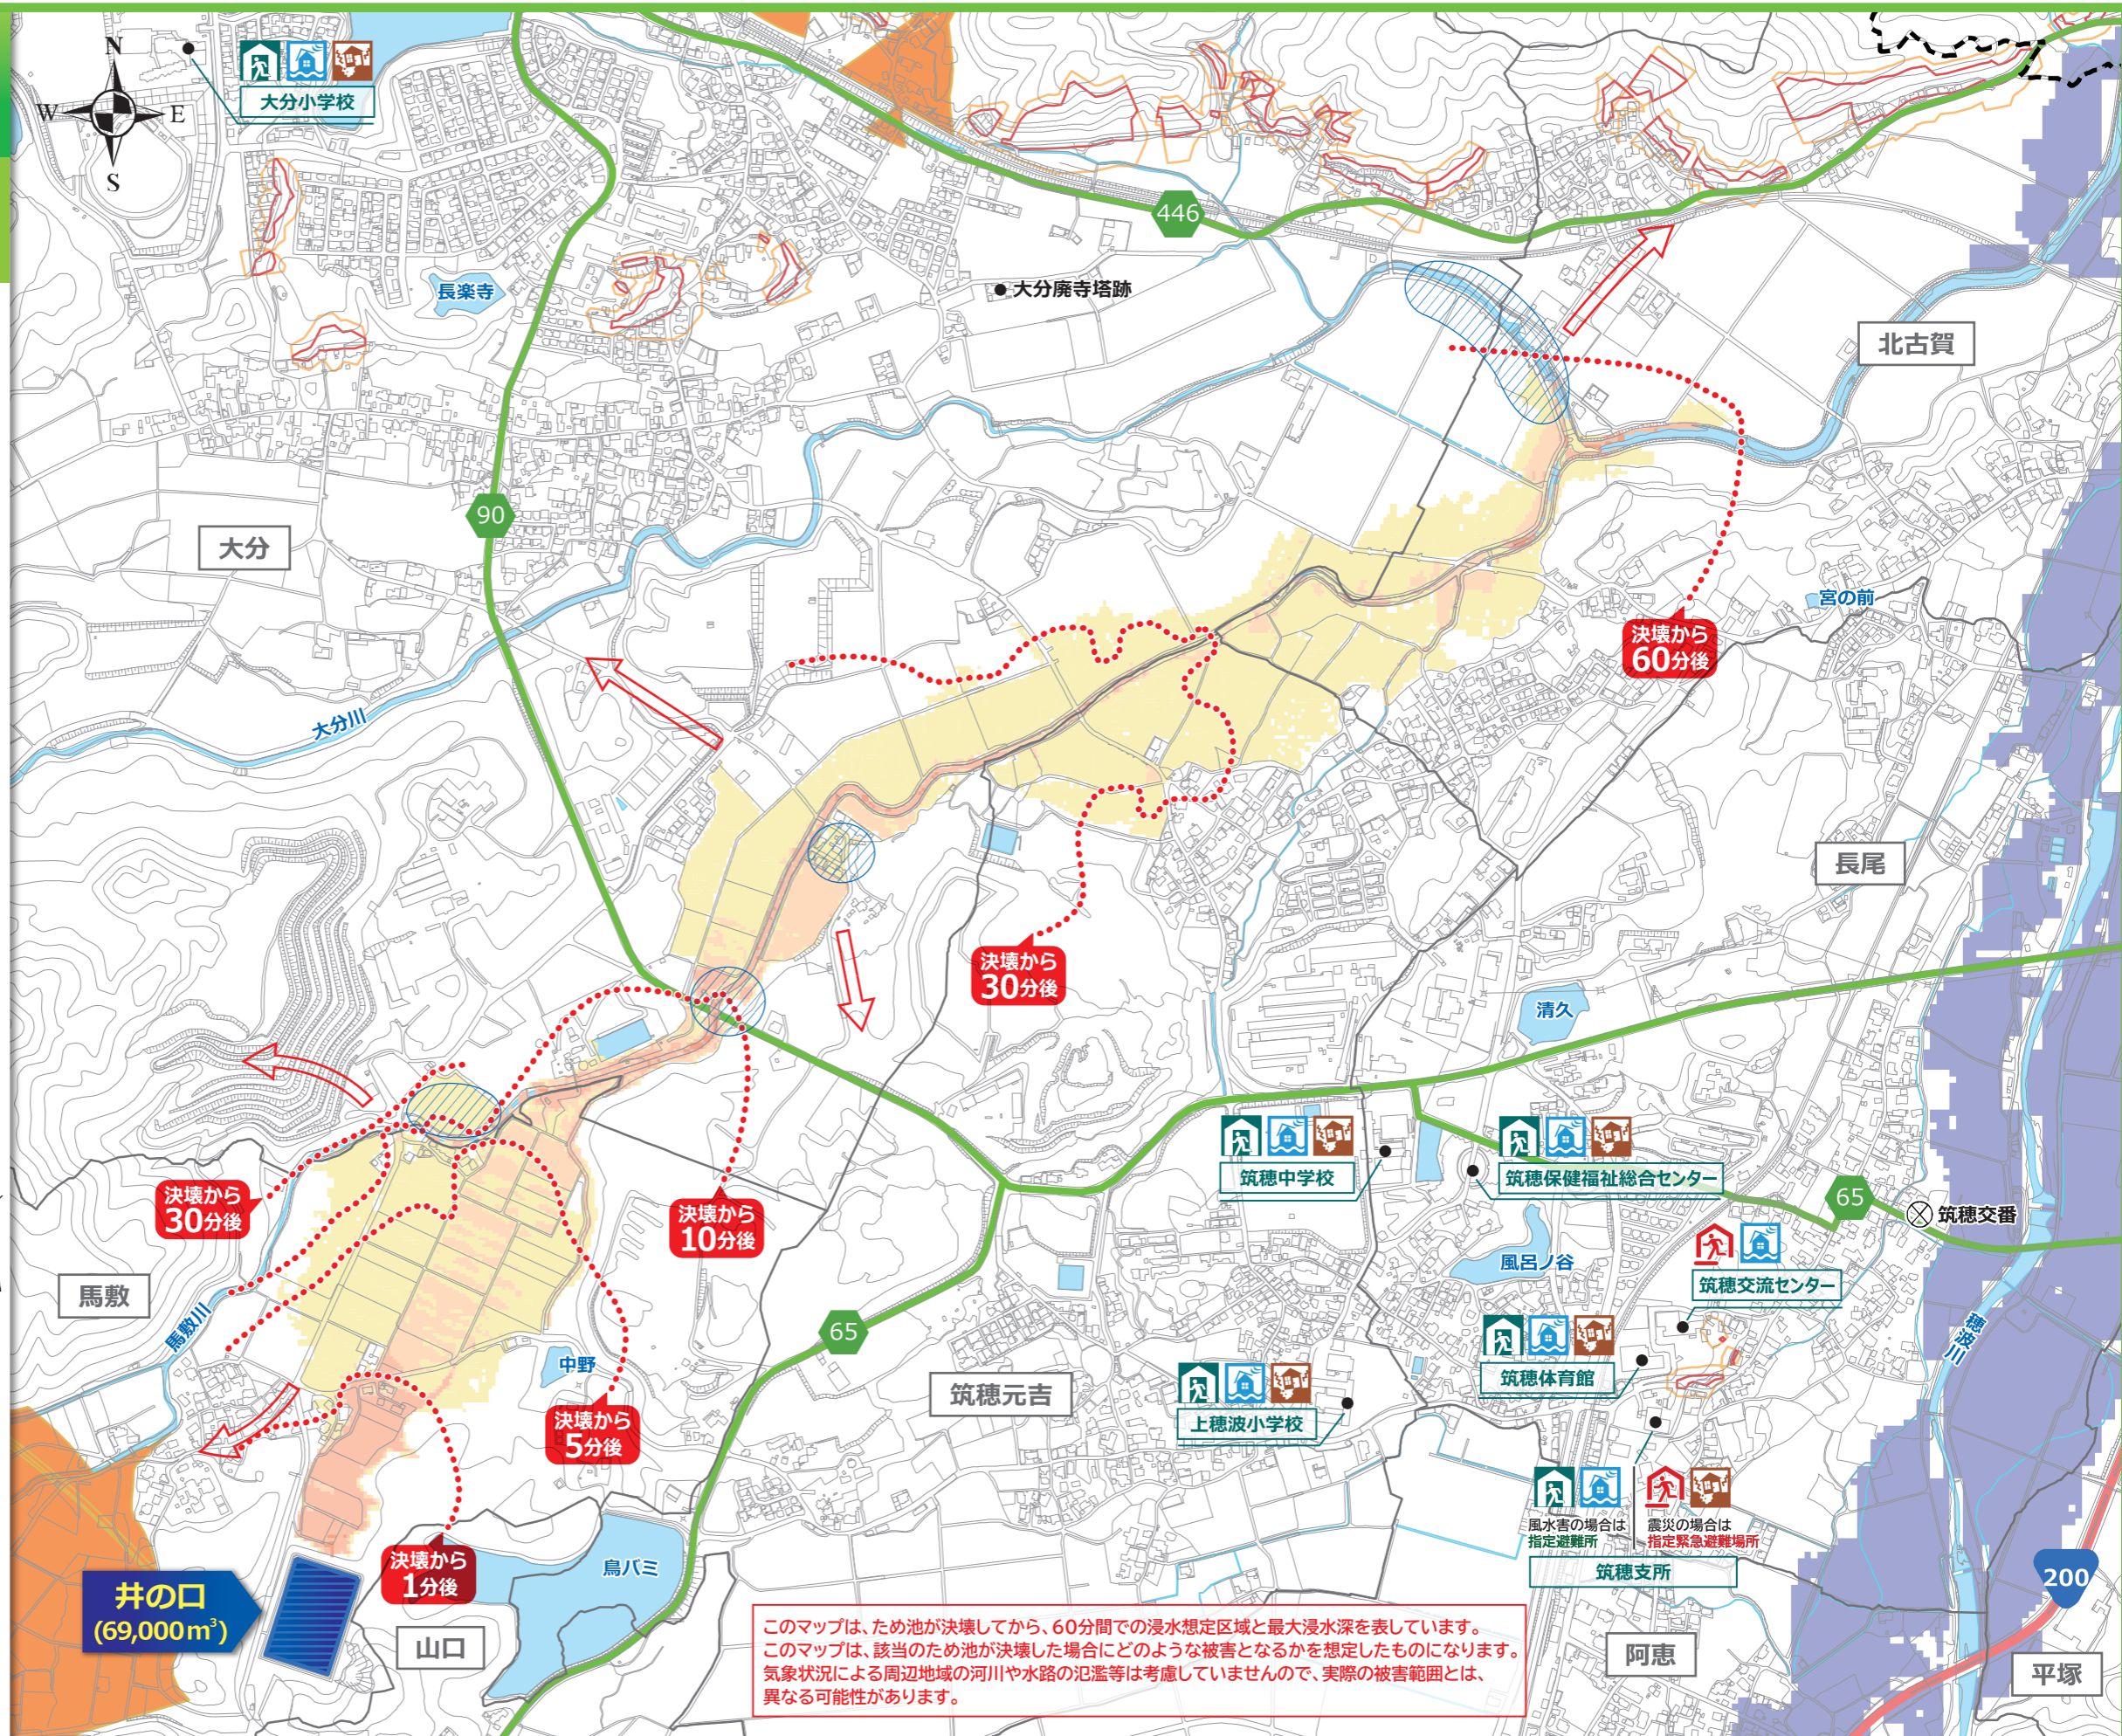 N
W
E
S
大分小学校
446
長楽寺
大分廃寺塔跡
北古賀
90
大分
宮の前
決壊から
60分後
大分川
長尾
決壊から
30分後
清久
筑穂中学校
筑穂保健福祉総合センター
決壊から
30分後
決壊から
10分後
65
筑穂交番
風呂ノ谷
筑穂交流センター
馬敷
馬敷川
65
穂波川
中野
筑穂体育館
筑穂元吉
上穂波小学校
決壊から
5分後
風水害の場合は
指定避難所
震災の場合は
指定緊急避難場所
筑穂支所
決壊から
1分後
鳥バミ
200
井の口
(69,000m³)
山口
阿恵
平塚
このマップは、ため池が決壊してから、60分間での浸水想定区域と最大浸水深を表しています。
このマップは、該当のため池が決壊した場合にどのような被害となるかを想定したものになります。
気象状況による周辺地域の河川や水路の氾濫等は考慮していませんので、実際の被害範囲とは、
異なる可能性があります。